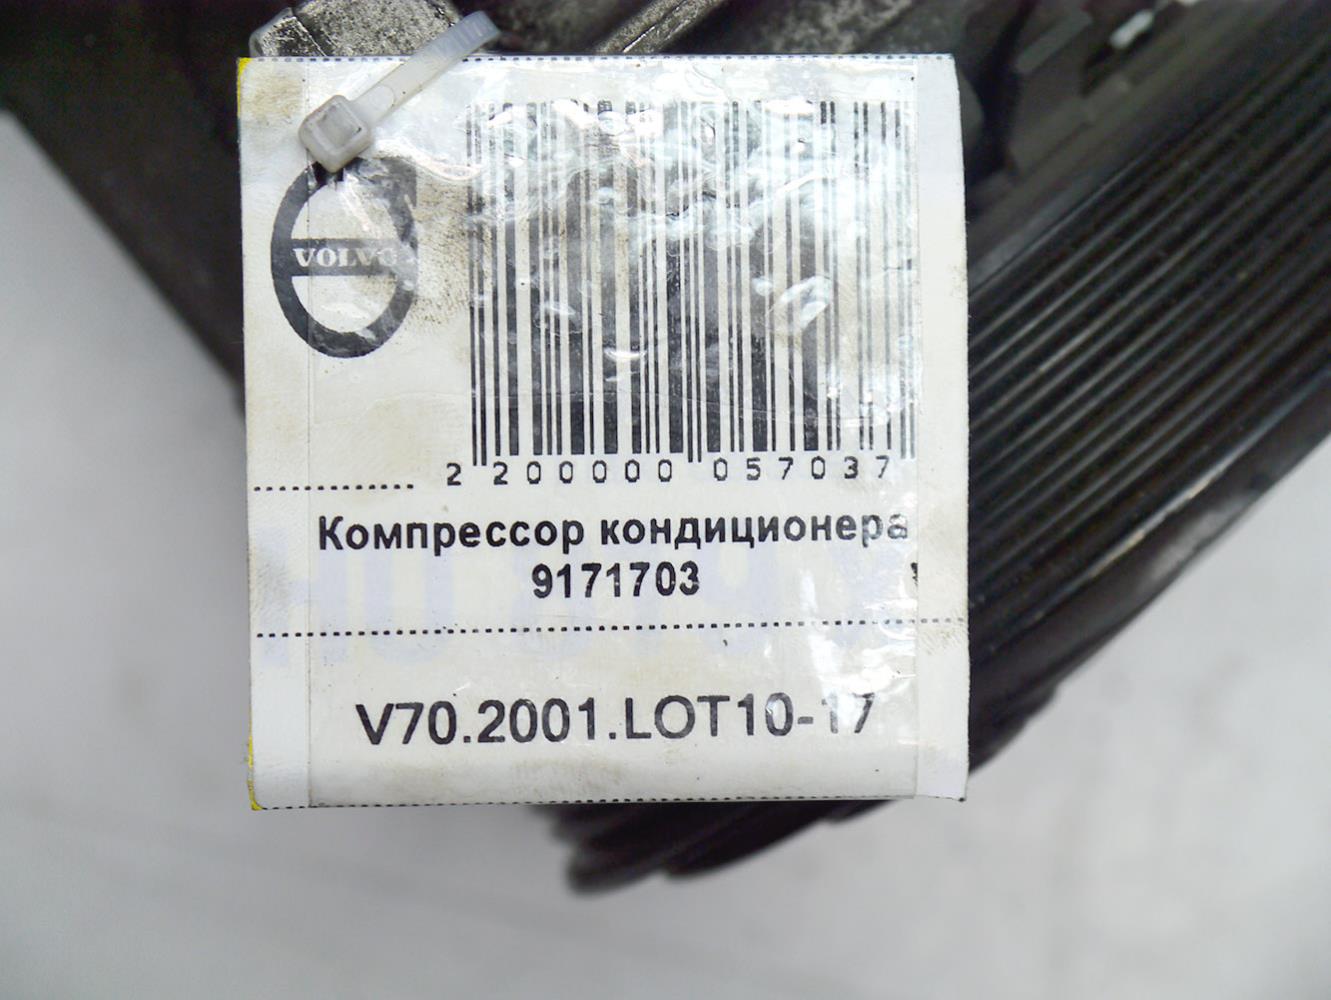 VOLVO
2 200000 057037
Компрессор кондиционера
9171703
V70.2001.LOT10-17